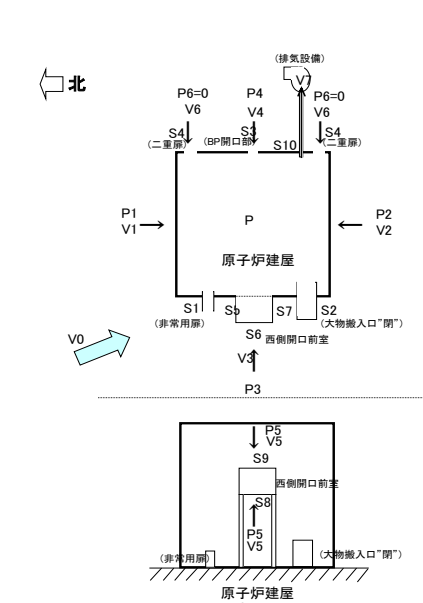 (排気設備)
北
V7
P6=0
V6
P4
V4
P6=0
V6
S4
(二重扉)
S3
(BP開口部)
S10
S4
(二重扉)
P1
V1
P
P2
V2
原子炉建屋
S1
S5
S7
S2
(非常用扉)
(大物搬入口"閉")
S6
西側開口前室
V0
V3
P3
P5
V5
S9
西側開口前室
S8
P5
V5
(非常用扉)
(大物搬入口"閉")
原子炉建屋